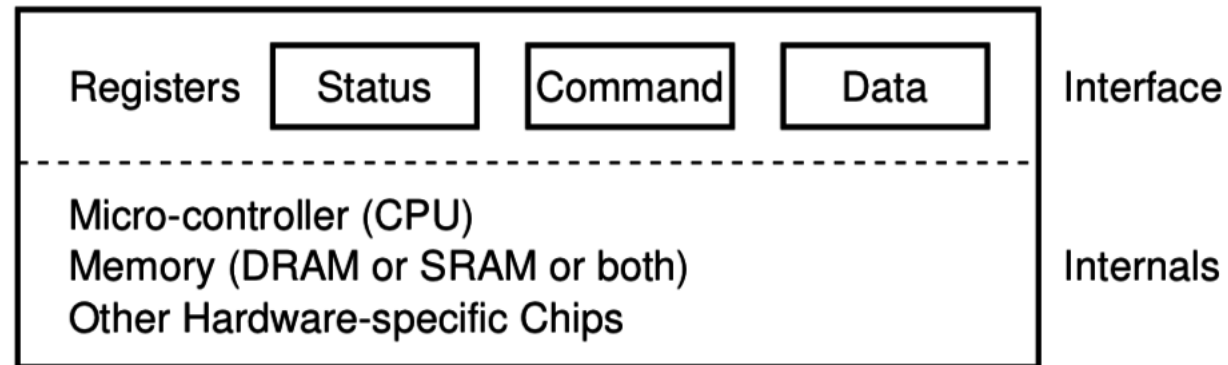 Registers Status Command Data Interface
Micro-controller (CPU)
Memory (DRAM or SRAM or both) Internals
Other Hardware-specific Chips